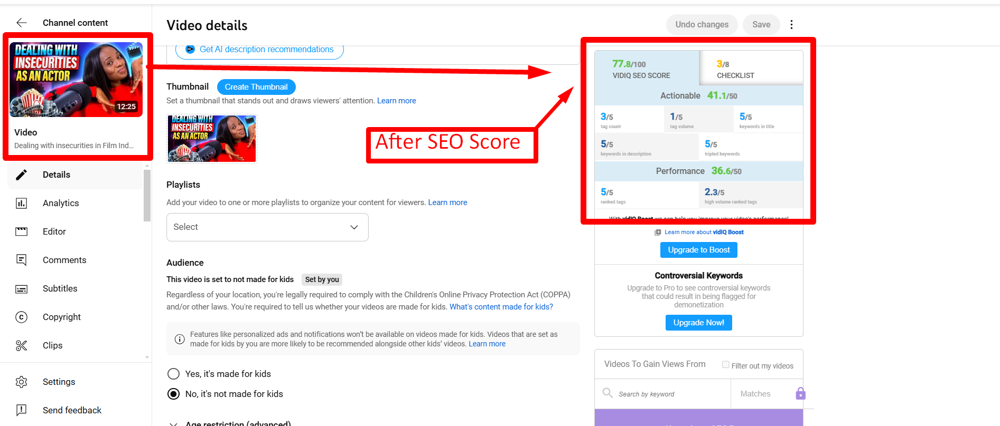 Channel content
Video details
Undo changes
Save
DEALING WITH
INSECURITIES
AS AN ACTOR
12:25
Video
Dealing with insecurities in Film Ind...
Details
Analytics
Editor
Comments
Subtitles
Copyright
Clips
Settings
Send feedback
Get AI description recommendations
Thumbnail
Create Thumbnail
Set a thumbnail that stands out and draws viewers' attention. Learn more
DEALING WITH
INSECURITIES
AS AN ACTOR
After SEO Score
Playlists
Add your video to one or more playlists to organize your content for viewers. Learn more
Select
Audience
This video is set to not made for kids
Set by you
Regardless of your location, you're legally required to comply with the Children's Online Privacy Protection Act (COPPA)
and/or other laws. You're required to tell us whether your videos are made for kids. What's content made for kids?
Features like personalized ads and notifications won't be available on videos made for kids. Videos that are set as
made for kids by you are more likely to be recommended alongside other kids' videos. Learn more
Yes, it's made for kids
No, it's not made for kids
Age restriction (advanced)
77.8/100
VIDIQ SEO SCORE
3/8
CHECKLIST
Actionable 41.1/50
3/5
tag count
1/5
tag volume
5/5
keywords in title
5/5
keywords in description
5/5
tripled keywords
Performance 36.6/50
5/5
ranked tags
2.3/5
high volume ranked tags
With vidIQ Boost we can help you improve your video's performance!
Learn more about vidIQ Boost
Upgrade to Boost
Controversial Keywords
Upgrade to Pro to see controversial keywords
that could result in being flagged for
demonetization
Upgrade Now!
Videos To Gain Views From
Filter out my videos
Search by keyword
Matches